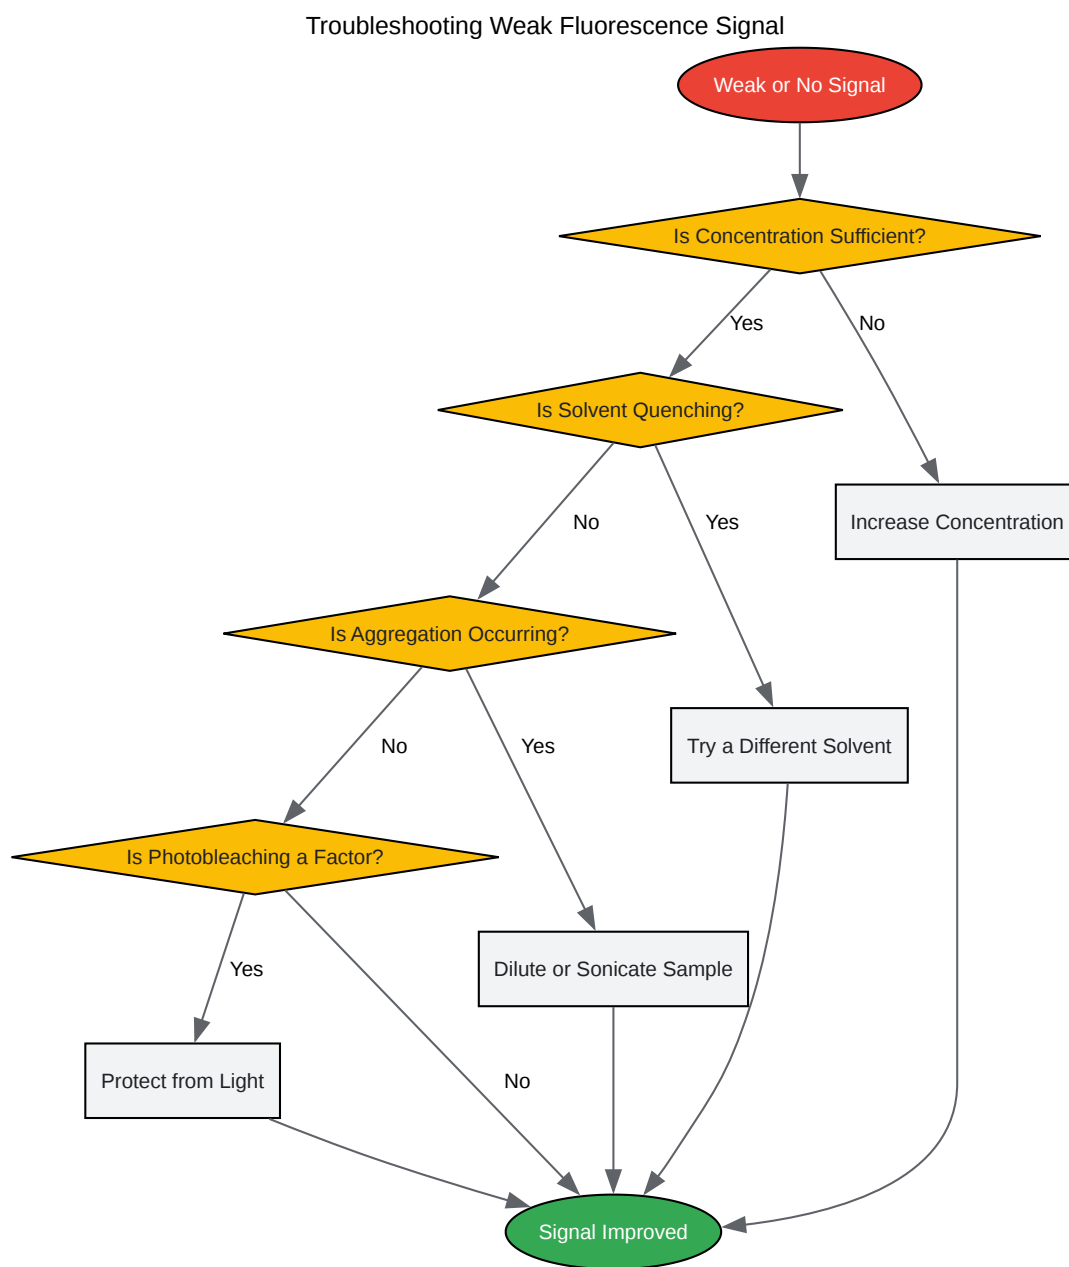 Troubleshooting Weak Fluorescence Signal
Weak or No Signal
Is Concentration Sufficient?
Yes
No
Is Solvent Quenching?
Increase Concentration
No
Yes
Is Aggregation Occurring?
Try a Different Solvent
No
Yes
Is Photobleaching a Factor?
Dilute or Sonicate Sample
Yes
Protect from Light
No
Signal Improved